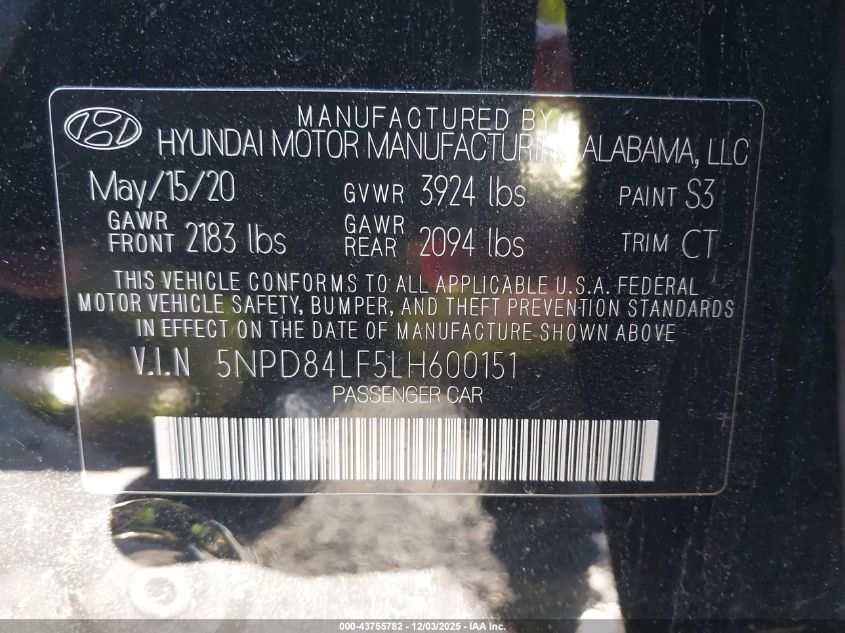 MANUFACTURED BY
HYUNDAI MOTOR MANUFACTURING ALABAMA, LLC
May/15/20 GVWR 3924 lbs PAINT S3
GAWR FRONT 2183 lbs GAWR REAR 2094 lbs TRIM CT
THIS VEHICLE CONFORMS TO ALL APPLICABLE U.S.A. FEDERAL
MOTOR VEHICLE SAFETY, BUMPER, AND THEFT PREVENTION STANDARDS
IN EFFECT ON THE DATE OF MANUFACTURE SHOWN ABOVE
V.I.N 5NPD84LF5LH600151
PASSENGER CAR
000-43755782 - 12/03/2025 - IAA Inc.